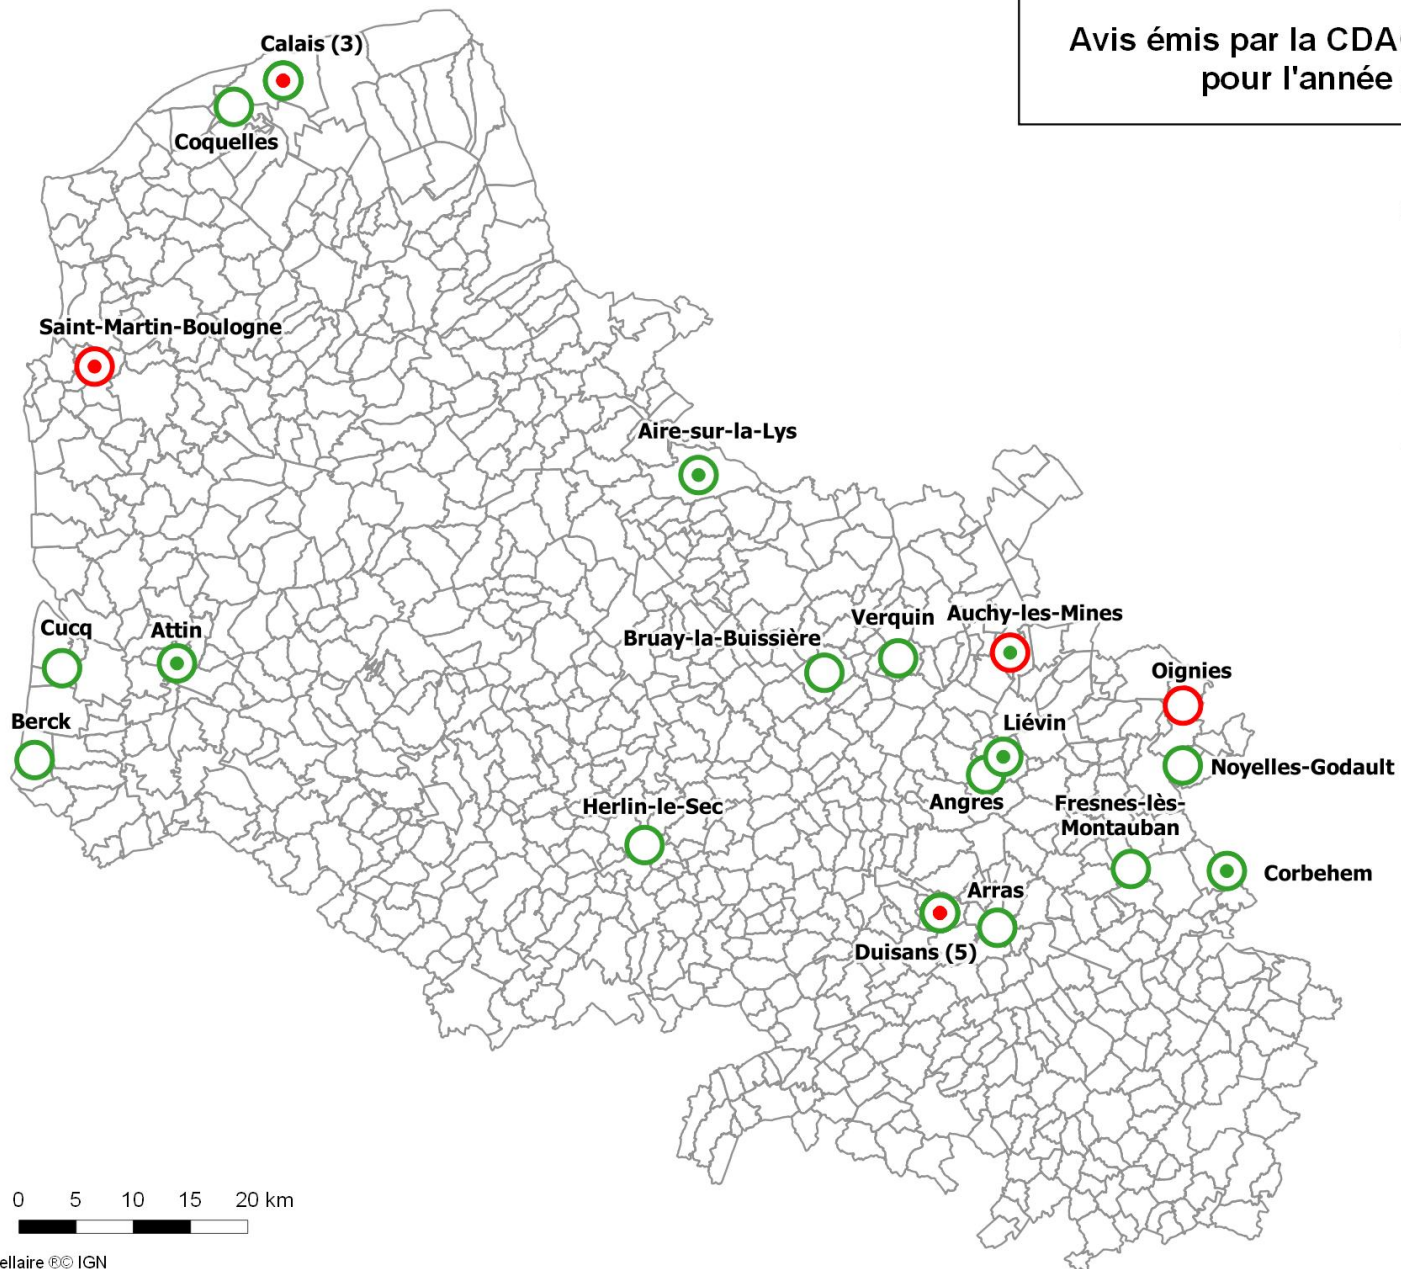 Avis émis par la CDA
pour l'année
Calais (3)
Coquelles
Saint-Martin-Boulogne
Aire-sur-la-Lys
Cucq
Attin
Berck
Bruay-la-Buissière
Verquin
Auchy-les-Mines
Oignies
Liévin
Noyelles-Godault
Angres
Herlin-le-Sec
Fresnes-lès-
Montauban
Corbehem
Arras
Duisans (5)
0 5 10 15 20 km
ellaire ®© IGN